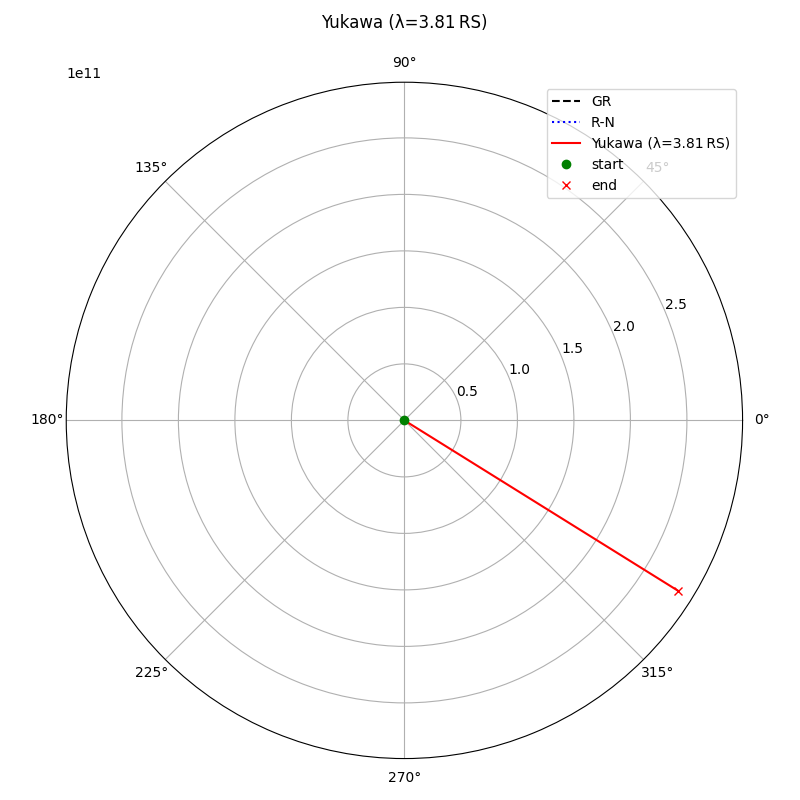 Yukawa (λ=3.81 RS)
1e11
90°
GR
R-N
Yukawa (λ=3.81 RS)
start
end
135°
45°
2.5
2.0
1.5
1.0
0.5
180°
0°
225°
315°
270°